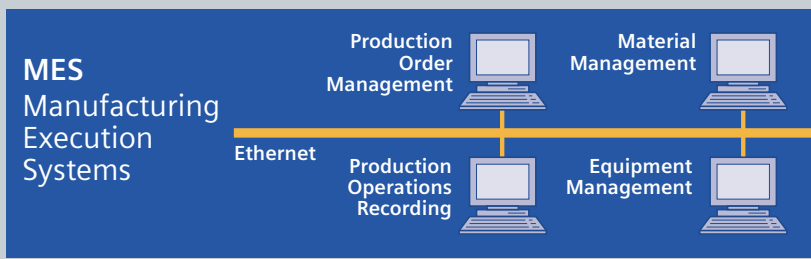 MES
Manufacturing
Execution
Systems
Production
Order
Management
Material
Management
Ethernet
Production
Operations
Recording
Equipment
Management